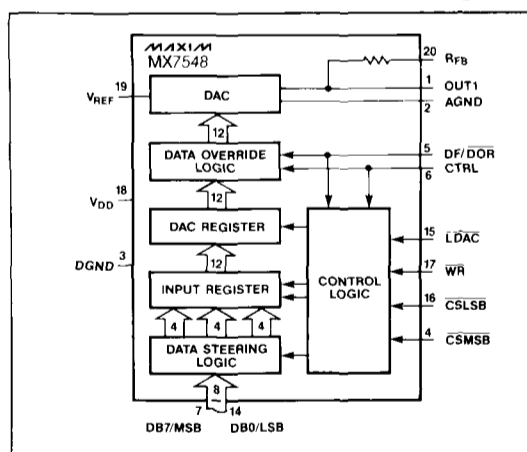 MAXIM
MX7548
20 RFB
1 OUT1
2 AGND
19 VREF
DAC
12
DATA OVERRIDE LOGIC
5 DF/DOR
6 CTRL
18 VDD
12
DAC REGISTER
15 LDAC
3 DGND
12
CONTROL LOGIC
17 WR
INPUT REGISTER
16 CSLSB
4 4 4
4 CSMSB
DATA STEERING LOGIC
8
7 14
DB7/MSB DB0/LSB